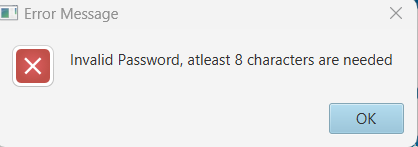 Error Message
Invalid Password, atleast 8 characters are needed
OK